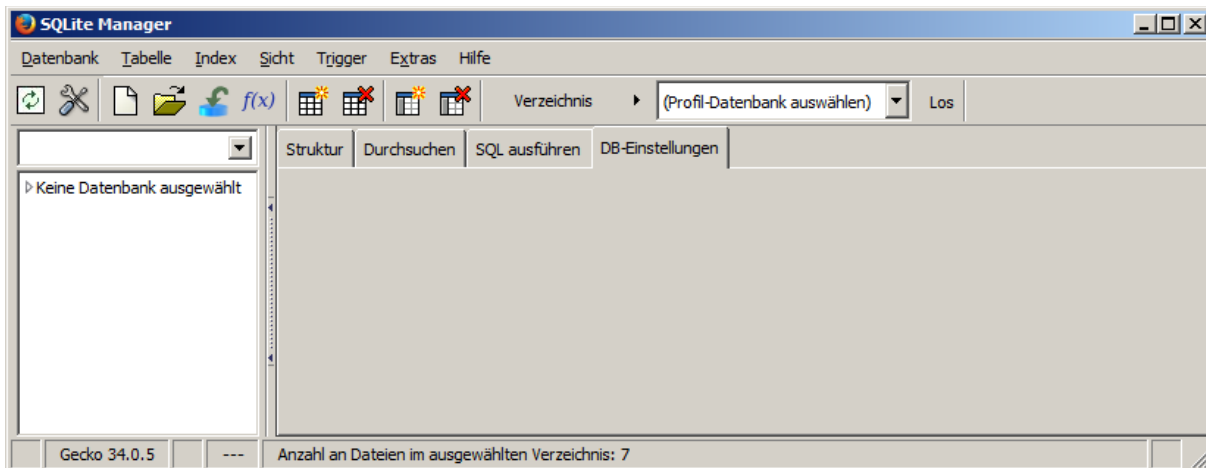 SQLite Manager
Datenbank Tabelle Index Sicht Trigger Extras Hilfe
f(x) Verzeichnis (Profil-Datenbank auswählen) Los
Struktur Durchsuchen SQL ausführen DB-Einstellungen
Keine Datenbank ausgewählt
Gecko 34.0.5 --- Anzahl an Dateien im ausgewählten Verzeichnis: 7